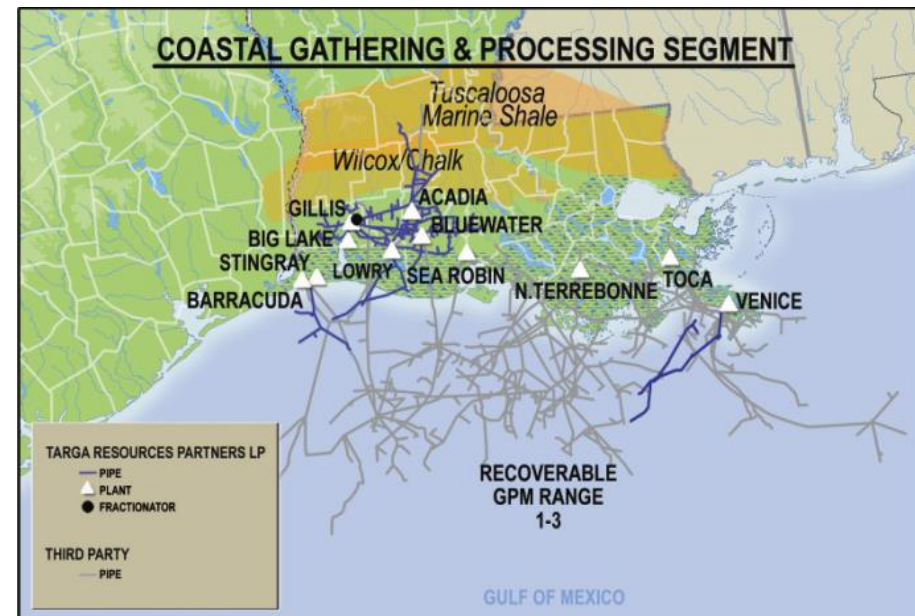 COASTAL GATHERING & PROCESSING SEGMENT
Tuscaloosa
Marine Shale
Wilcox/Chalk
ACADIA
GILLIS
BLUEWATER
BIG LAKE
STINGRAY
LOWRY
SEA ROBIN
N.TERREBONNE
TOCA
BARRACUDA
VENICE
TARGA RESOURCES PARTNERS LP
PIPE
PLANT
FRACTIONATOR
THIRD PARTY
PIPE
RECOVERABLE
GPM RANGE
1-3
GULF OF MEXICO